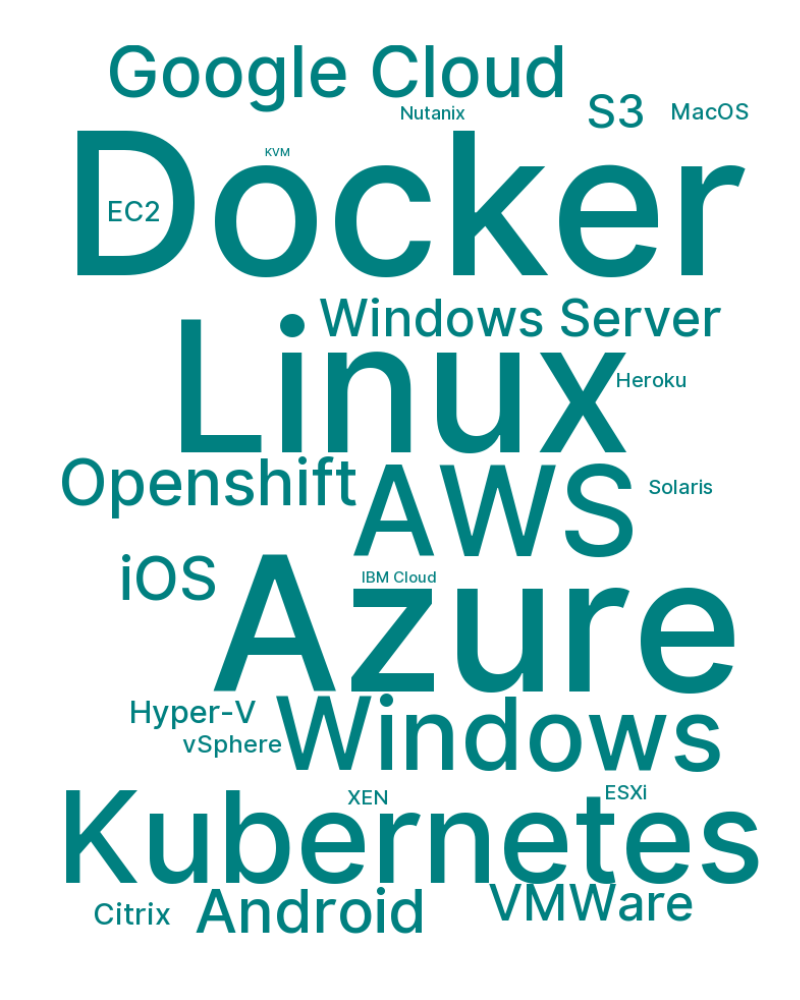 Google Cloud
Nutanix
S3
MacOS
Docker
KVM
EC2
Windows Server
Linux
Heroku
Openshift
AWS
Solaris
iOS
IBM Cloud
Azure
Hyper-V
Windows
vSphere
Kubernetes
XEN
ESXi
Citrix
Android
VMWare